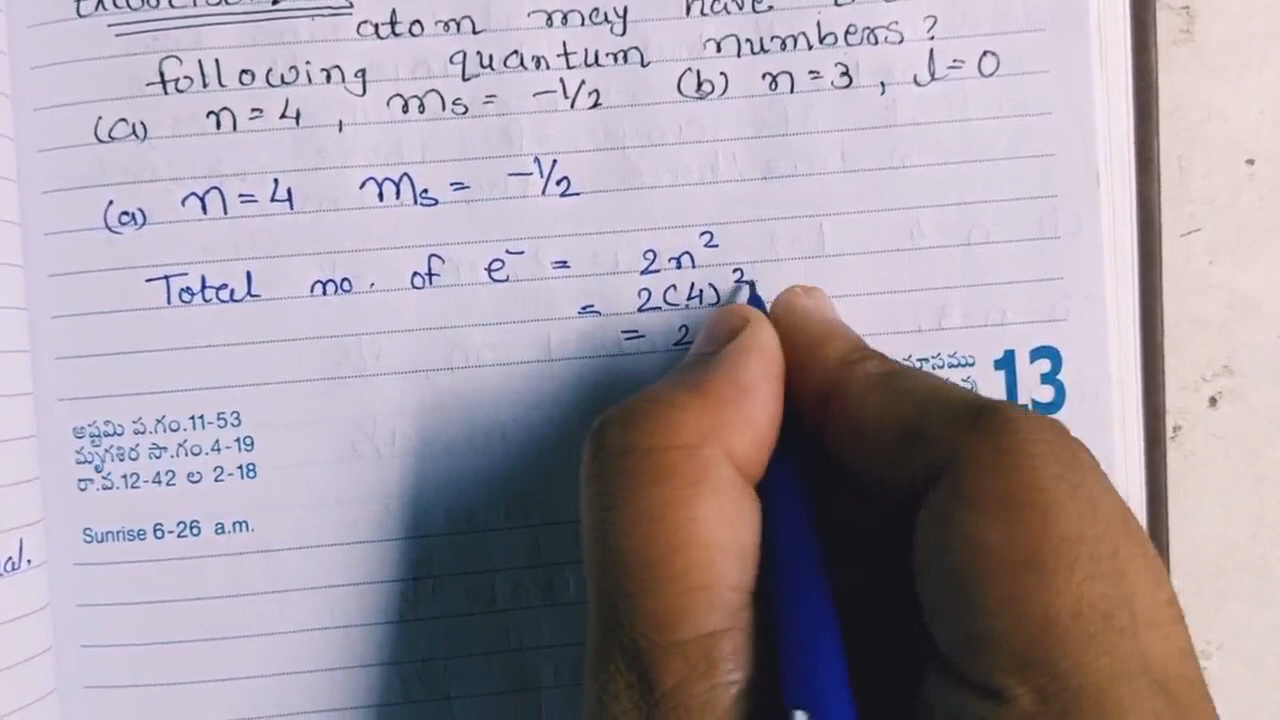 atom may have
following quantum numbers?
(a) n = 4, ms = -1/2 (b) n = 3, l = 0
(a) n = 4 ms = -1/2
Total no. of e⁻ = 2n²
= 2(4)²
= 2
13
అష్టమి ప.గం.11-53
మృగశిర సా.గం.4-19
రా.వ.12-42 ల 2-18
Sunrise 6-26 a.m.